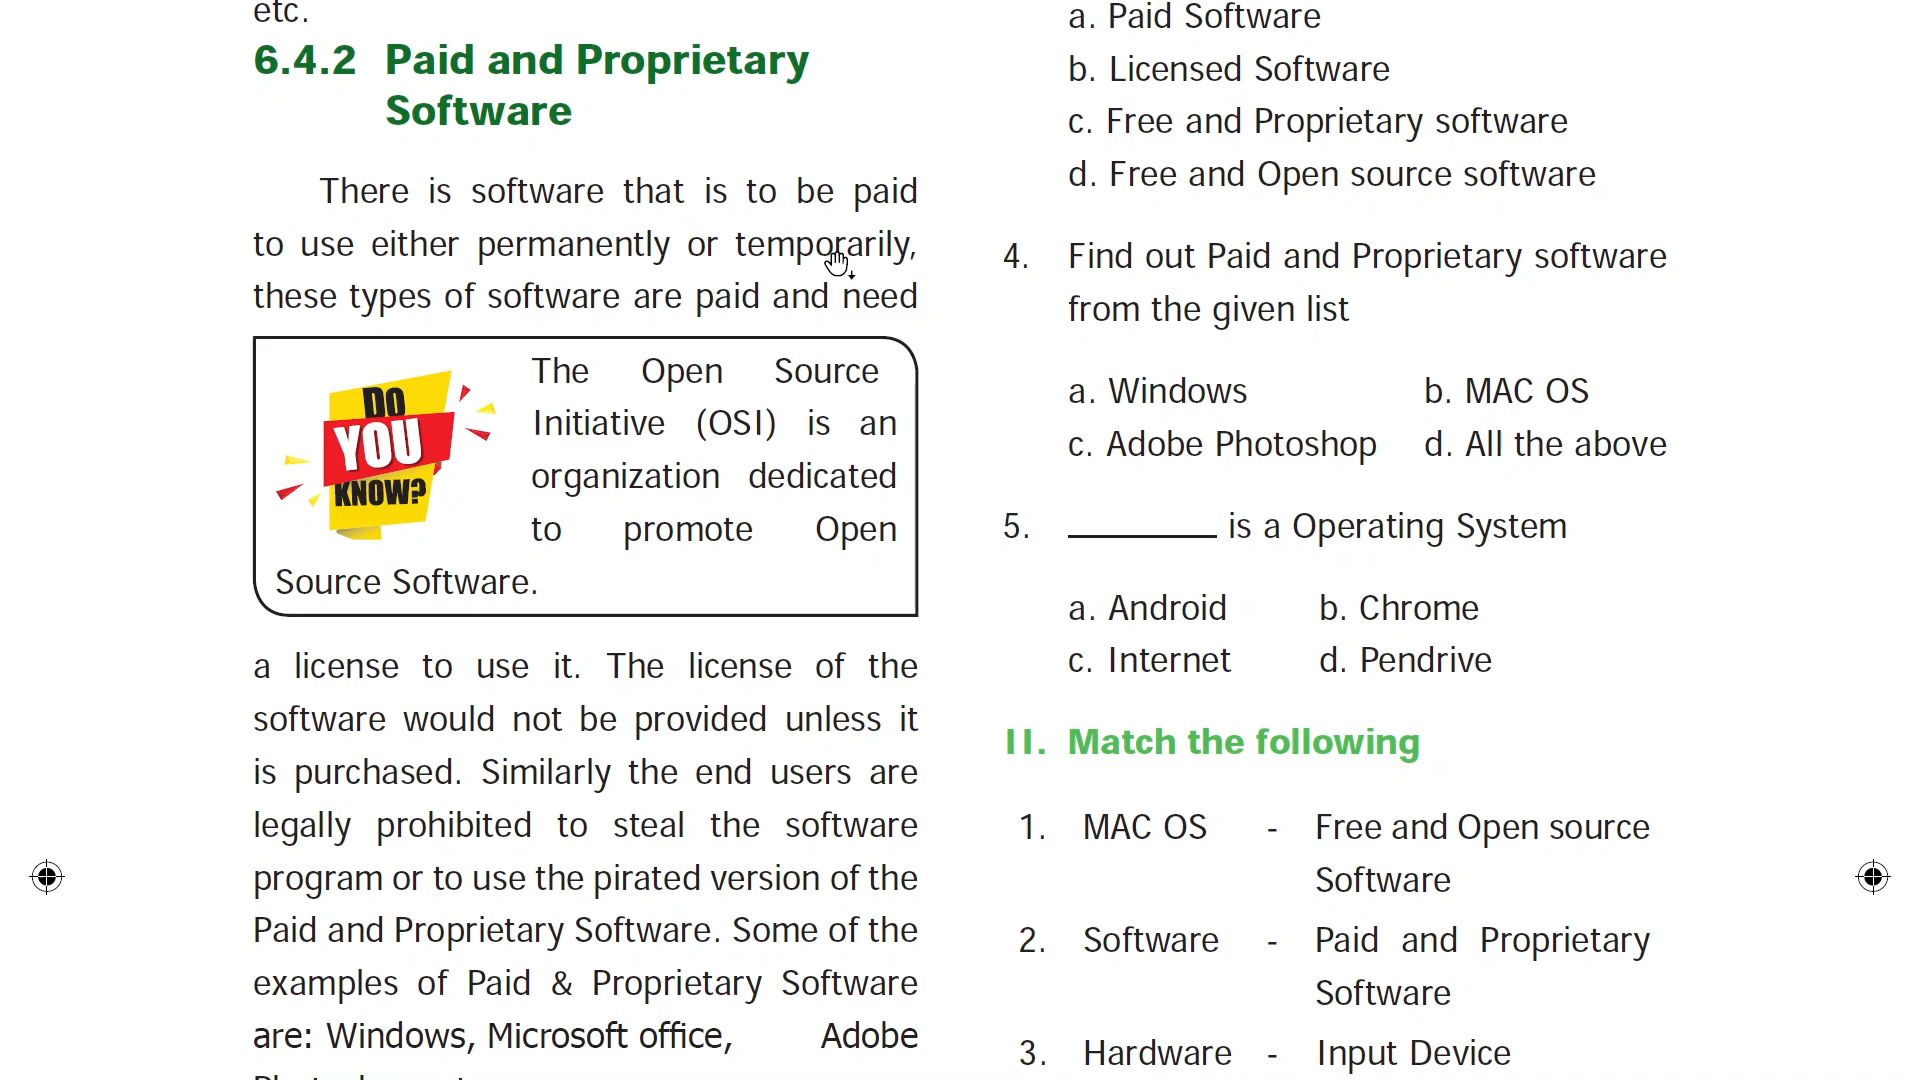 etc.
6.4.2 Paid and Proprietary
Software
There is software that is to be paid
to use either permanently or temporarily,
these types of software are paid and need
DO
YOU
KNOW?
The Open Source
Initiative (OSI) is an
organization dedicated
to promote Open
Source Software.
a license to use it. The license of the
software would not be provided unless it
is purchased. Similarly the end users are
legally prohibited to steal the software
program or to use the pirated version of the
Paid and Proprietary Software. Some of the
examples of Paid & Proprietary Software
are: Windows, Microsoft office, Adobe
a. Paid Software
b. Licensed Software
c. Free and Proprietary software
d. Free and Open source software
4. Find out Paid and Proprietary software
from the given list
a. Windows b. MAC OS
c. Adobe Photoshop d. All the above
5. ________ is a Operating System
a. Android b. Chrome
c. Internet d. Pendrive
II. Match the following
1. MAC OS - Free and Open source
Software
2. Software - Paid and Proprietary
Software
3. Hardware - Input Device